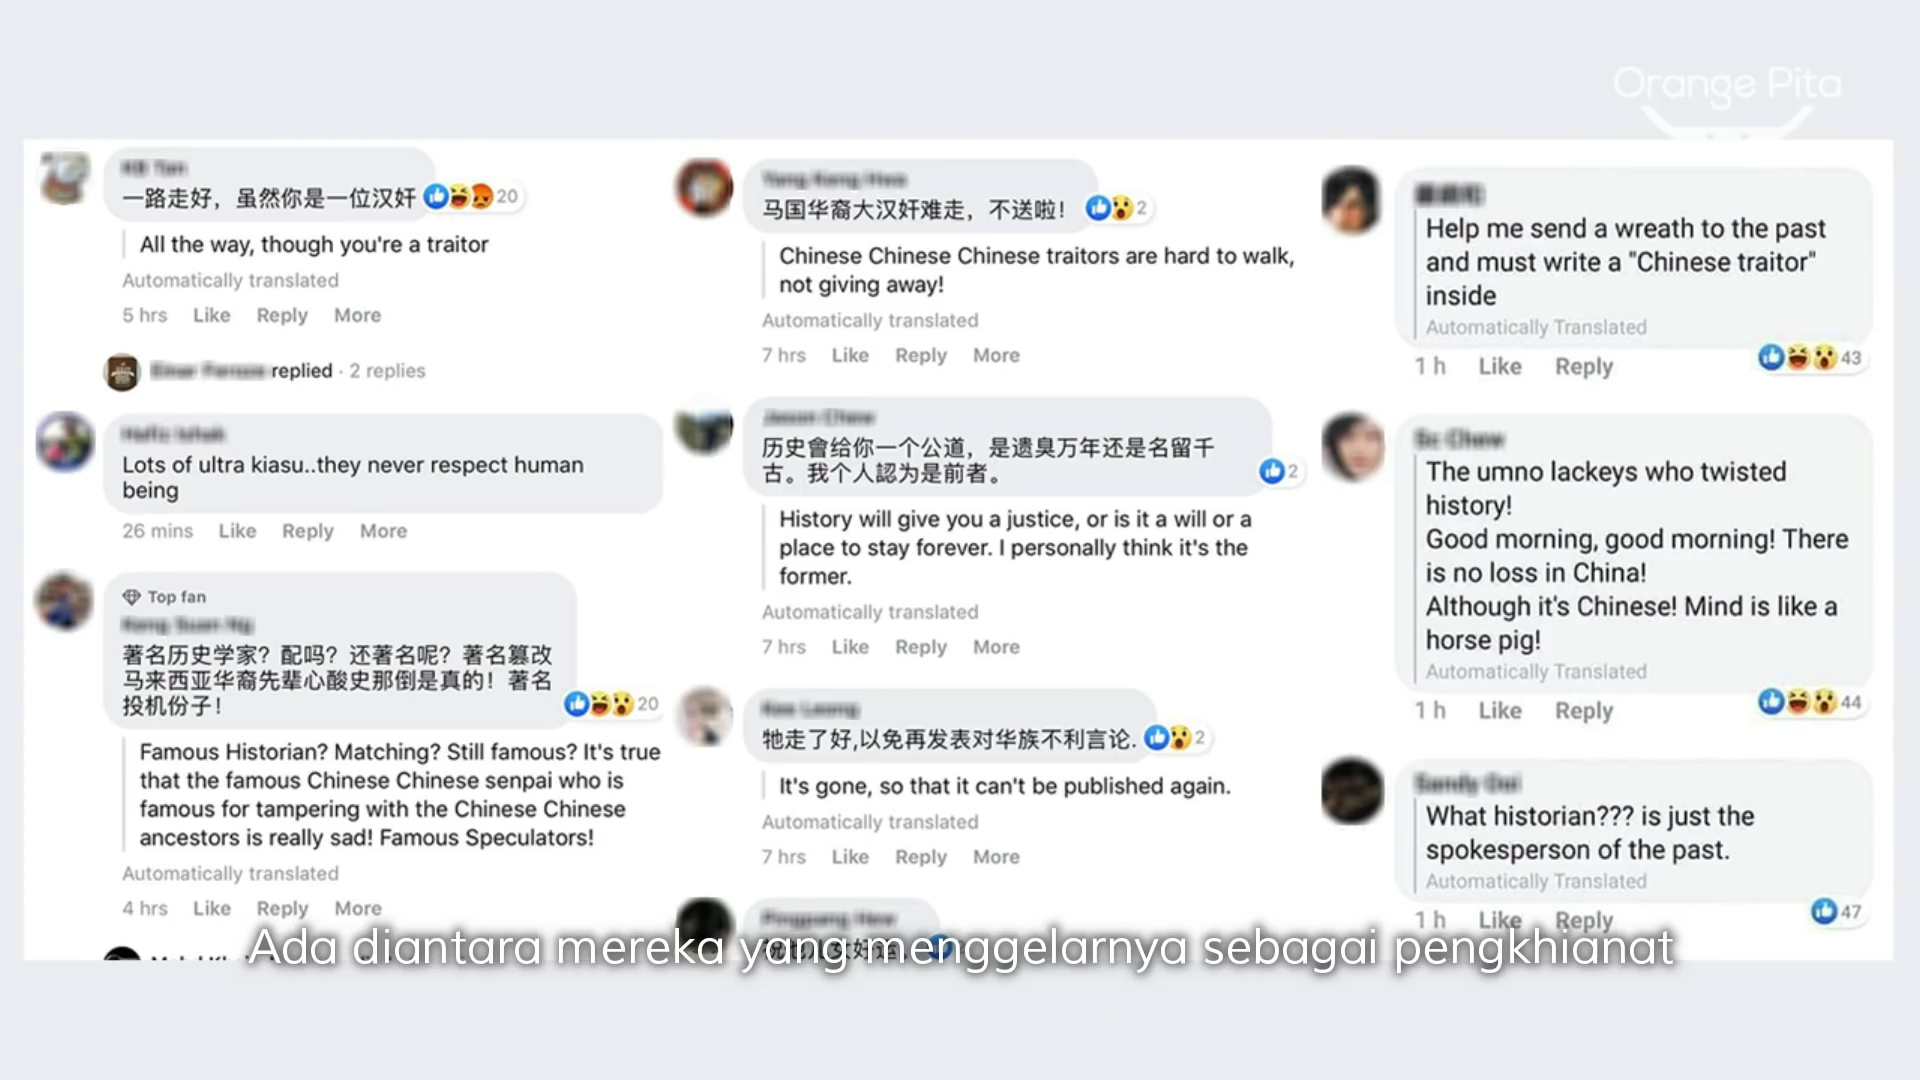 Orange Pita
一路走好，虽然你是一位汉奸
20
All the way, though you're a traitor
Automatically translated
5 hrs Like Reply More
replied · 2 replies
Lots of ultra kiasu..they never respect human
being
26 mins Like Reply More
Top fan
著名历史学家？配吗？还著名呢？著名篡改
马来西亚华裔先辈心酸史那倒是真的！著名
投机份子！
20
Famous Historian? Matching? Still famous? It's true
that the famous Chinese Chinese senpai who is
famous for tampering with the Chinese Chinese
ancestors is really sad! Famous Speculators!
Automatically translated
4 hrs Like Reply More
马国华裔大汉奸难走，不送啦！
2
Chinese Chinese Chinese traitors are hard to walk,
not giving away!
Automatically translated
7 hrs Like Reply More
历史會给你一个公道，是遗臭万年还是名留千
古。我个人認为是前者。
2
History will give you a justice, or is it a will or a
place to stay forever. I personally think it's the
former.
Automatically translated
7 hrs Like Reply More
牠走了好,以免再发表对华族不利言论.
2
It's gone, so that it can't be published again.
Automatically translated
7 hrs Like Reply More
Help me send a wreath to the past
and must write a "Chinese traitor"
inside
Automatically Translated
1 h Like Reply
43
The umno lackeys who twisted
history!
Good morning, good morning! There
is no loss in China!
Although it's Chinese! Mind is like a
horse pig!
Automatically Translated
1 h Like Reply
44
What historian??? is just the
spokesperson of the past.
Automatically Translated
1 h Like Reply
47
Ada diantara mereka yang menggelarnya sebagai pengkhianat